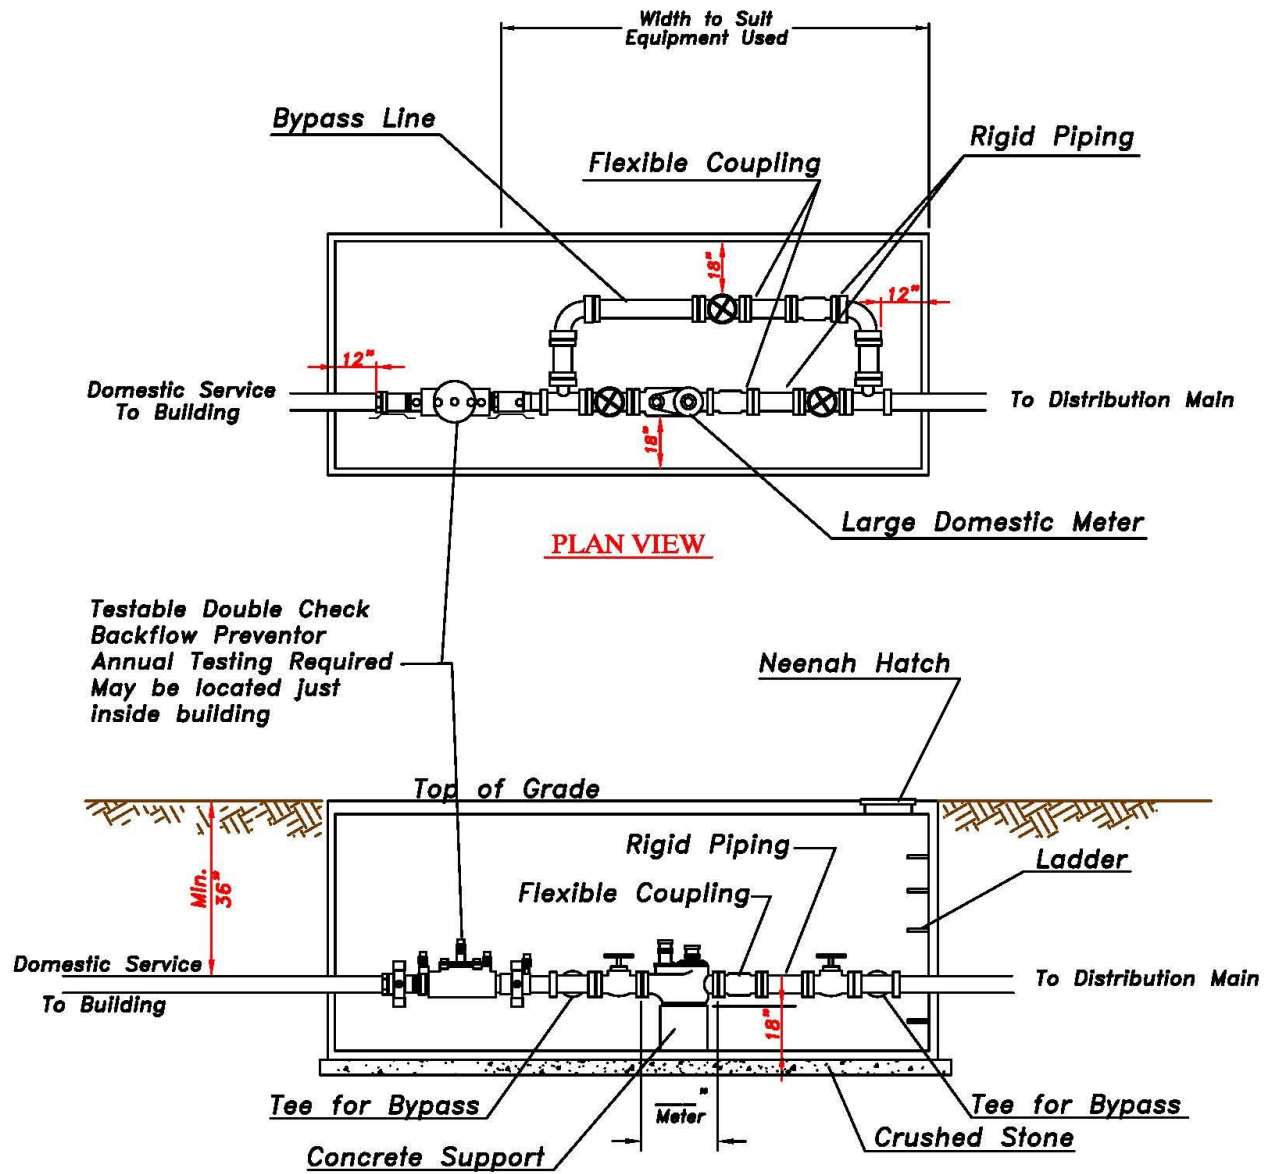 Width to Suit
Equipment Used
Bypass Line
Rigid Piping
Flexible Coupling
18"
12"
12"
Domestic Service
To Building
To Distribution Main
18"
Large Domestic Meter
PLAN VIEW
Testable Double Check
Backflow Preventor
Annual Testing Required
May be located just
inside building
Neenah Hatch
Top of Grade
Rigid Piping
Ladder
Min.
36"
Flexible Coupling
Domestic Service
To Building
To Distribution Main
18"
Tee for Bypass
"
Meter
Tee for Bypass
Crushed Stone
Concrete Support